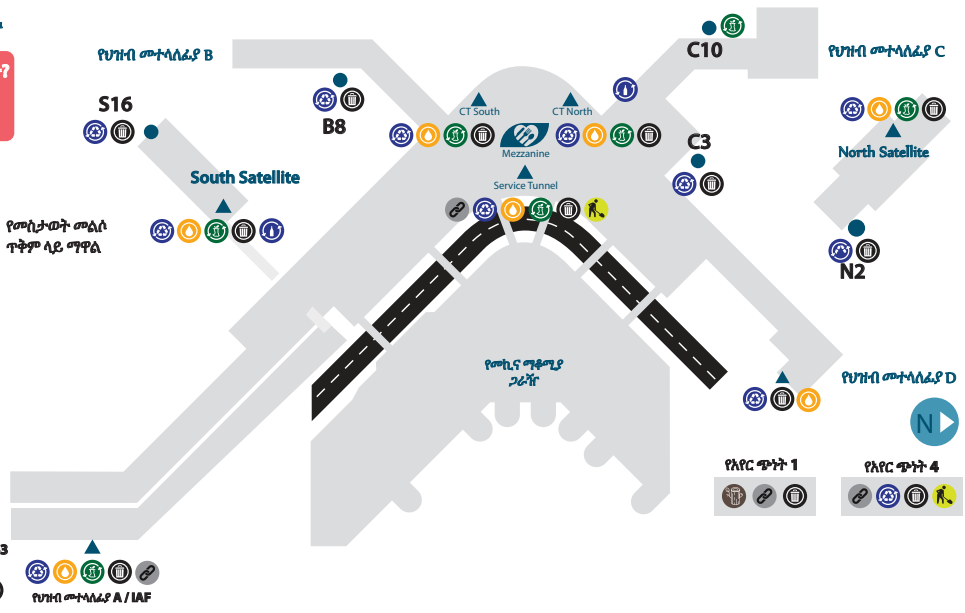 ?
C10
የህዝብ መተላለፊያ B
የህዝብ መተላለፊያ C
S16
CT South
CT North
B8
Mezzanine
C3
North Satellite
South Satellite
Service Tunnel
የመስታወት መልሶ
ጥቅም ላይ ማዋል
N2
የመኪና ማቆሚያ
ጋራዥ
የህዝብ መተላለፊያ D
N
የአየር ጭነት 1
የአየር ጭነት 4
3
የህዝብ መተላለፊያ A / IAF